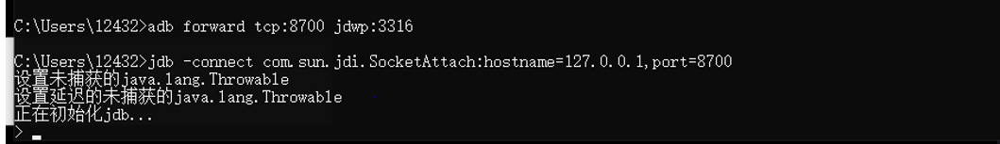 C:\Users\12432>adb forward tcp:8700 jdwp:3316
C:\Users\12432>jdb -connect com.sun.jdi.SocketAttach:hostname=127.0.0.1,port=8700
设置未捕获的java.lang.Throwable
设置延迟的未捕获的java.lang.Throwable
正在初始化jdb...
>